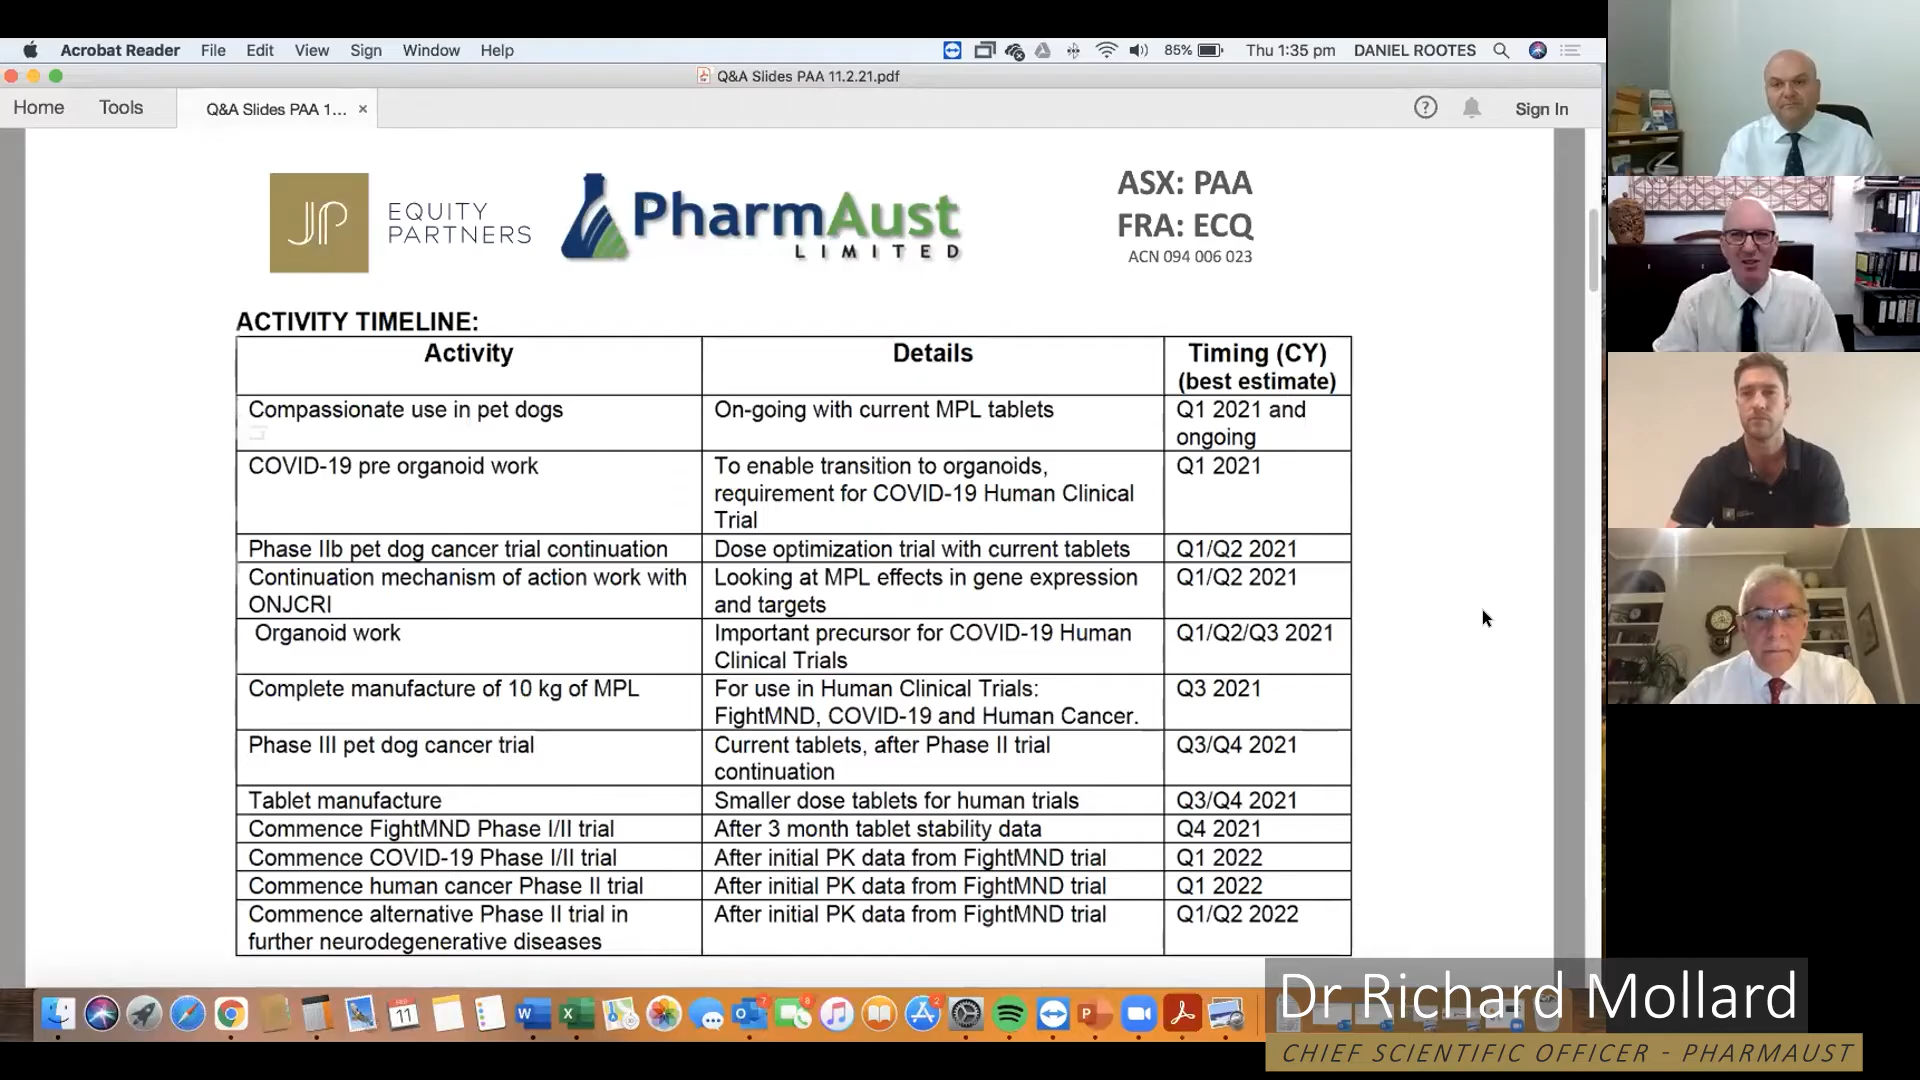 Acrobat Reader File Edit View Sign Window Help 85% Thu 1:35 pm DANIEL ROOTES
Q&A Slides PAA 11.2.21.pdf
Home Tools Q&A Slides PAA 1... × ? Sign In
JP EQUITY
PARTNERS
PharmAust
LIMITED
ASX: PAA
FRA: ECQ
ACN 094 006 023
ACTIVITY TIMELINE:
Activity Details Timing (CY)
(best estimate)
Compassionate use in pet dogs On-going with current MPL tablets Q1 2021 and
ongoing
COVID-19 pre organoid work To enable transition to organoids, Q1 2021
requirement for COVID-19 Human Clinical
Trial
Phase IIb pet dog cancer trial continuation Dose optimization trial with current tablets Q1/Q2 2021
Continuation mechanism of action work with Looking at MPL effects in gene expression Q1/Q2 2021
ONJCRI and targets
Organoid work Important precursor for COVID-19 Human Q1/Q2/Q3 2021
Clinical Trials
Complete manufacture of 10 kg of MPL For use in Human Clinical Trials: Q3 2021
FightMND, COVID-19 and Human Cancer.
Phase III pet dog cancer trial Current tablets, after Phase II trial Q3/Q4 2021
continuation
Tablet manufacture Smaller dose tablets for human trials Q3/Q4 2021
Commence FightMND Phase I/II trial After 3 month tablet stability data Q4 2021
Commence COVID-19 Phase I/II trial After initial PK data from FightMND trial Q1 2022
Commence human cancer Phase II trial After initial PK data from FightMND trial Q1 2022
Commence alternative Phase II trial in After initial PK data from FightMND trial Q1/Q2 2022
further neurodegenerative diseases
FEB
11
W X 7 8 2 P
Dr Richard Mollard
CHIEF SCIENTIFIC OFFICER - PHARMAUST